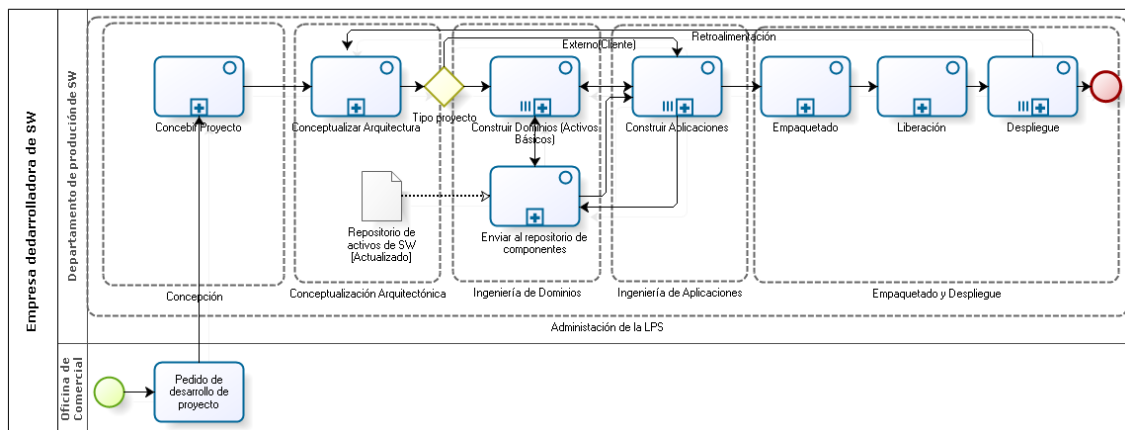 Empresa dedarrolladora de SW
Departamento de produción de SW
Retroalimentación
Externo(Cliente)
Concebir Proyecto
Conceptualizar Arquitectura
Tipo proyecto
Construir Dominios (Activos
Básicos)
Construir Aplicaciones
Empaquetado
Liberación
Despliegue
Repositorio de
activos de SW
[Actualizado]
Enviar al repositorio de
componentes
Concepción
Conceptualización Arquitectónica
Ingeniería de Dominios
Ingeniería de Aplicaciones
Empaquetado y Despliegue
Administación de la LPS
Oficina de
Comercial
Pedido de
desarrollo de
proyecto